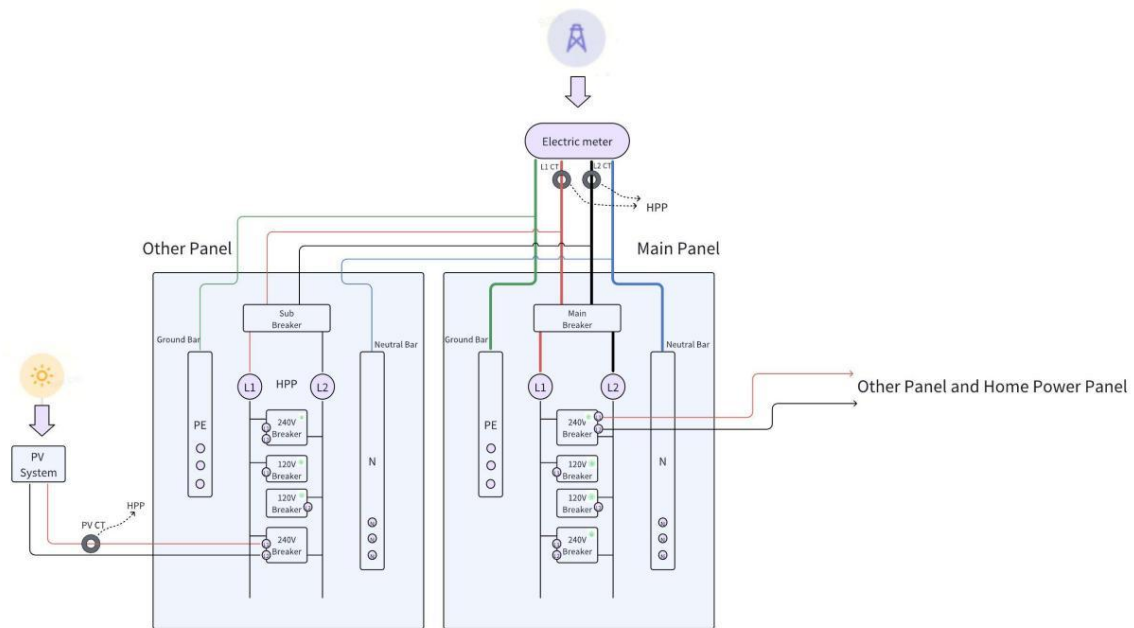 Electric meter
L1 CT
L2 CT
HPP
Other Panel
Main Panel
Sub
Breaker
Main
Breaker
Ground Bar
Neutral Bar
Ground Bar
Neutral Bar
L1
HPP
L2
L1
L2
Other Panel and Home Power Panel
PE
240V
Breaker
N
PE
240V
Breaker
N
PV
System
120V
Breaker
120V
Breaker
120V
Breaker
120V
Breaker
HPP
PV CT
240V
Breaker
240V
Breaker
N
N
N
N
N
N